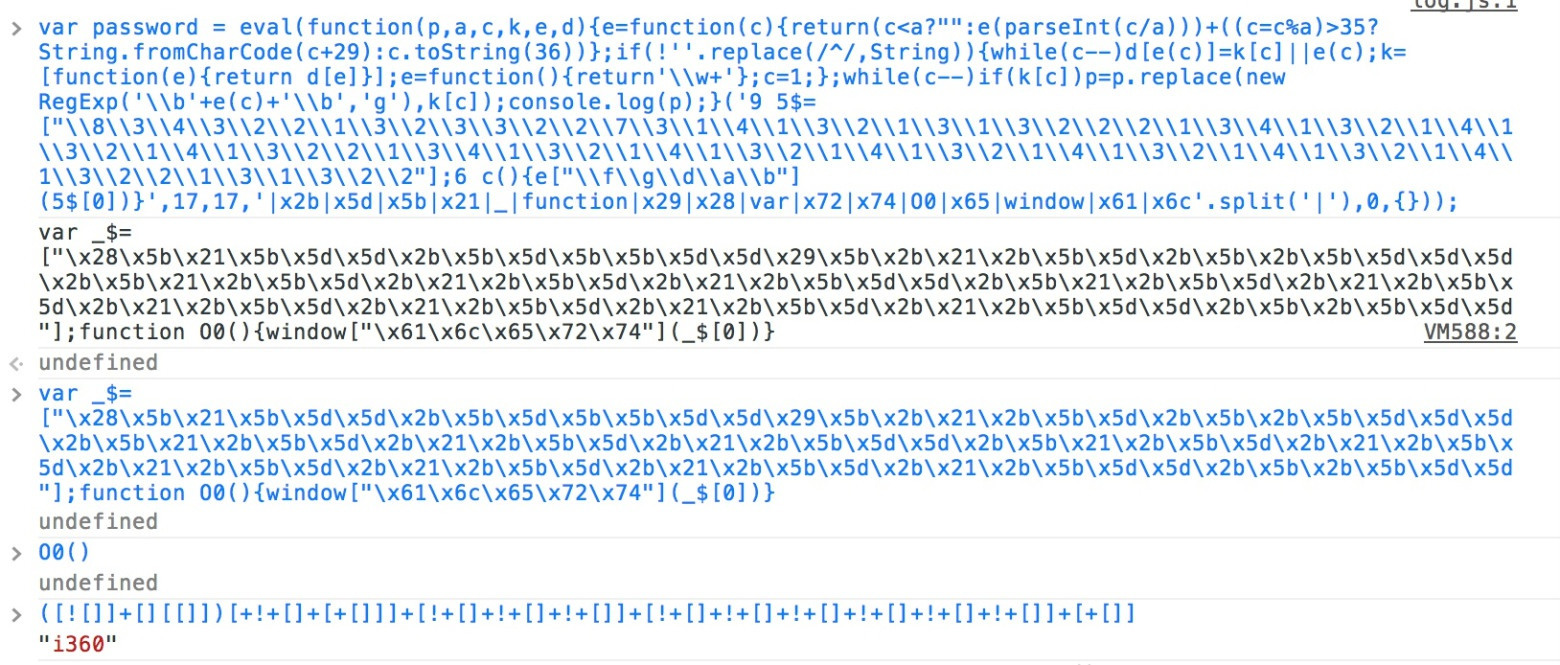 log.js:1
> var password = eval(function(p,a,c,k,e,d){e=function(c){return(c<a?"":e(parseInt(c/a)))+((c=c%a)>35?
String.fromCharCode(c+29):c.toString(36))};if(!''.replace(/^/,String)){while(c--)d[e(c)]=k[c]||e(c);k=
[function(e){return d[e]}];e=function(){return'\\w+'};c=1;};while(c--)if(k[c])p=p.replace(new
RegExp('\\b'+e(c)+'\\b','g'),k[c]);console.log(p);}('9 5$=
["\\8\\3\\4\\3\\2\\2\\1\\3\\2\\3\\3\\2\\2\\7\\3\\1\\4\\1\\3\\2\\1\\3\\1\\3\\2\\2\\2\\1\\3\\4\\1\\3\\2\\1\\4\\1
\\3\\2\\1\\4\\1\\3\\2\\2\\1\\3\\4\\1\\3\\2\\1\\4\\1\\3\\2\\1\\4\\1\\3\\2\\1\\4\\1\\3\\2\\1\\4\\1\\3\\2\\1\\4\\
1\\3\\2\\2\\1\\3\\1\\3\\2\\2"];6 c(){e["\\f\\g\\d\\a\\b"]
(5$[0])}',17,17,'|x2b|x5d|x5b|x21|_|function|x29|x28|var|x72|x74|O0|x65|window|x61|x6c'.split('|'),0,{}));
var _$=
["\x28\x5b\x21\x5b\x5d\x5d\x2b\x5b\x5d\x5b\x5b\x5d\x5d\x29\x5b\x2b\x21\x2b\x5b\x5d\x2b\x5b\x2b\x5b\x5d\x5d\x5d
\x2b\x5b\x21\x2b\x5b\x5d\x2b\x21\x2b\x5b\x5d\x2b\x21\x2b\x5b\x5d\x5d\x2b\x5b\x21\x2b\x5b\x5d\x2b\x21\x2b\x5b\x
5d\x2b\x21\x2b\x5b\x5d\x2b\x21\x2b\x5b\x5d\x2b\x21\x2b\x5b\x5d\x2b\x21\x2b\x5b\x5d\x5d\x2b\x5b\x2b\x5b\x5d\x5d
"];function O0(){window["\x61\x6c\x65\x72\x74"](_$[0])} VM588:2
undefined
> var _$=
["\x28\x5b\x21\x5b\x5d\x5d\x2b\x5b\x5d\x5b\x5b\x5d\x5d\x29\x5b\x2b\x21\x2b\x5b\x5d\x2b\x5b\x2b\x5b\x5d\x5d\x5d
\x2b\x5b\x21\x2b\x5b\x5d\x2b\x21\x2b\x5b\x5d\x2b\x21\x2b\x5b\x5d\x5d\x2b\x5b\x21\x2b\x5b\x5d\x2b\x21\x2b\x5b\x
5d\x2b\x21\x2b\x5b\x5d\x2b\x21\x2b\x5b\x5d\x2b\x21\x2b\x5b\x5d\x2b\x21\x2b\x5b\x5d\x5d\x2b\x5b\x2b\x5b\x5d\x5d
"];function O0(){window["\x61\x6c\x65\x72\x74"](_$[0])}
undefined
> O0()
undefined
> ([![]]+[][[]])[+!+[]+[+[]]]+[!+[]+!+[]+!+[]]+[!+[]+!+[]+!+[]+!+[]+!+[]+!+[]]+[+[]]
"i360"